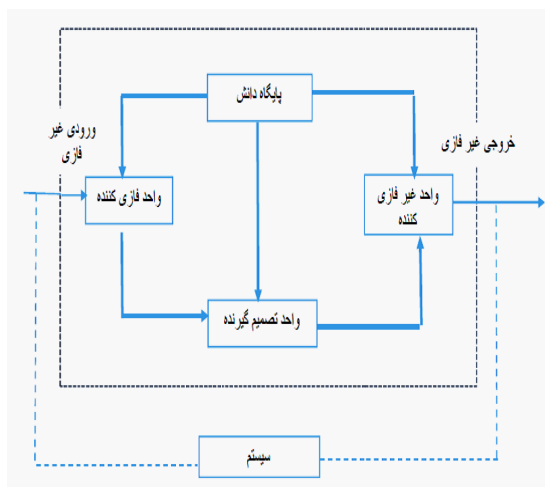 پایگاه دانش
ورودی غیر
فازی
خروجی غیر فازی
واحد فازی کننده
واحد غیر فازی
کننده
واحد تصمیم گیرنده
سیستم